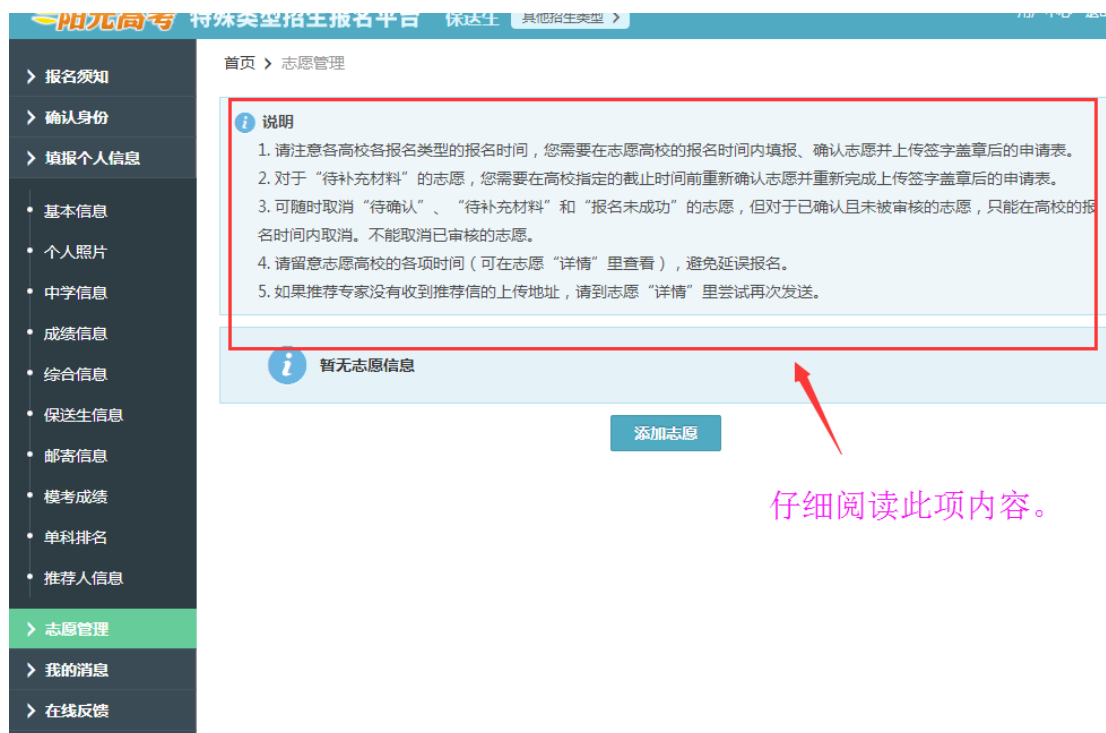 阳光高考 特殊类型招生报名平台 保送生 其他招生类型 >
首页 > 志愿管理
> 报名须知
> 确认身份
> 填报个人信息
• 基本信息
• 个人照片
• 中学信息
• 成绩信息
• 综合信息
• 保送生信息
• 邮寄信息
• 模考成绩
• 单科排名
• 推荐人信息
> 志愿管理
> 我的消息
> 在线反馈
说明
1. 请注意各高校各报名类型的报名时间，您需要在志愿高校的报名时间内填报、确认志愿并上传签字盖章后的申请表。
2. 对于“待补充材料”的志愿，您需要在高校指定的截止时间前重新确认志愿并重新完成上传签字盖章后的申请表。
3. 可随时取消“待确认”、“待补充材料”和“报名未成功”的志愿，但对于已确认且未被审核的志愿，只能在高校的报
名时间内取消。不能取消已审核的志愿。
4. 请留意志愿高校的各项时间（可在志愿“详情”里查看），避免延误报名。
5. 如果推荐专家没有收到推荐信的上传地址，请到志愿“详情”里尝试再次发送。
暂无志愿信息
添加志愿
仔细阅读此项内容。